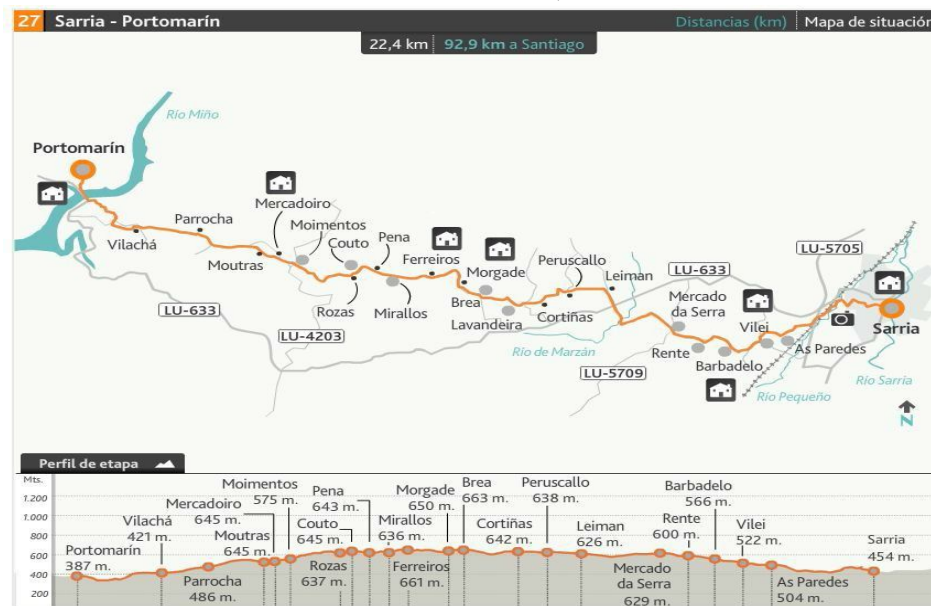 27 Sarria - Portomarín
Distancias (km) Mapa de situación
22,4 km 92,9 km a Santiago
Río Miño
Portomarín
Mercadoiro
Parrocha
Moimentos
Couto
Pena
Vilachá
Moutras
Ferreiros
Morgade
Peruscallo
Leiman
LU-5705
LU-633
LU-633
Rozas
Mirallos
Brea
Lavandeira
Cortiñas
Mercado
da Serra
Vilei
Sarria
LU-4203
Río de Marzán
Rente
Barbadelo
As Paredes
LU-5709
Río Pequeño
Río Sarria
N
Perfil de etapa
Mts.
1.200
1.000
800
600
400
200
Portomarín
387 m.
Vilachá
421 m.
Parrocha
486 m.
Moutras
645 m.
Mercadoiro
645 m.
Moimentos
575 m.
Rozas
637 m.
Couto
645 m.
Pena
643 m.
Mirallos
636 m.
Ferreiros
661 m.
Morgade
650 m.
Brea
663 m.
Cortiñas
642 m.
Peruscallo
638 m.
Leiman
626 m.
Mercado
da Serra
629 m.
Rente
600 m.
Barbadelo
566 m.
Vilei
522 m.
As Paredes
504 m.
Sarria
454 m.